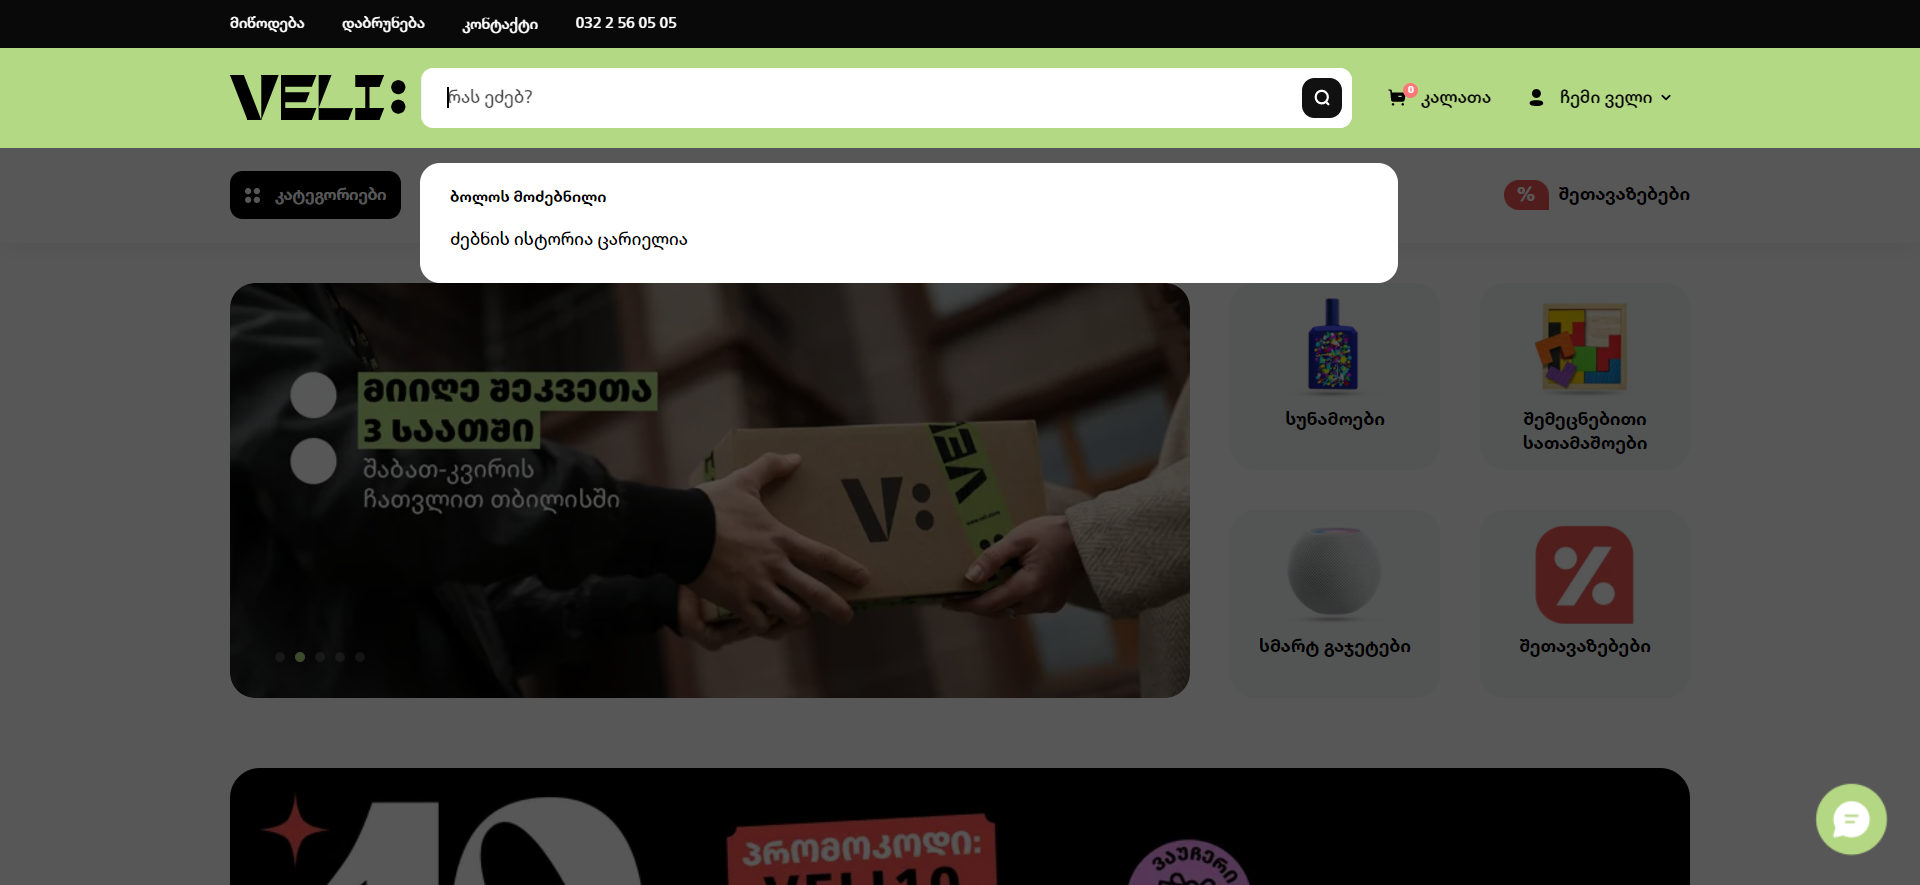 მიწოდება
დაბრუნება
კონტაქტი
032 2 56 05 05
VELI:
რას ეძებ?
0
კალათა
ჩემი ველი
კატეგორიები
ბოლოს მოძებნილი
ძებნის ისტორია ცარიელია
%
შეთავაზებები
მიიღე შეკვეთა
3 საათში
შაბათ-კვირის
ჩათვლით თბილისში
V:
სუნამოები
შემეცნებითი
სათამაშოები
სმარტ გაჯეტები
%
შეთავაზებები
პრომოკოდი:
VELI10
ვაუჩერი